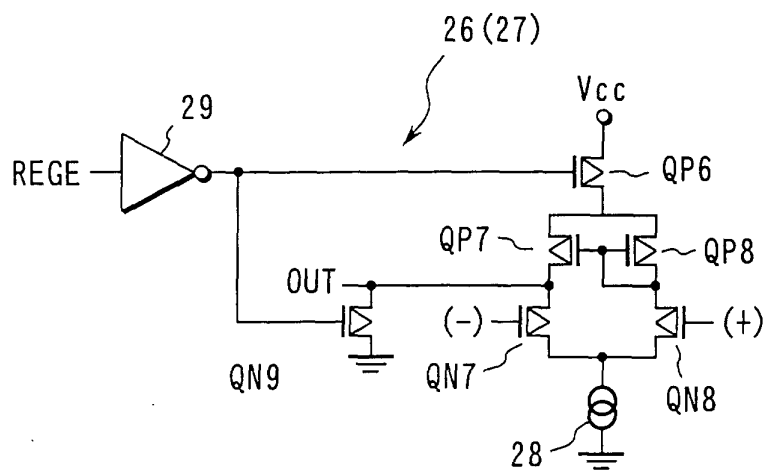 26(27)
Vcc
29
REGE
QP6
QP7
QP8
OUT
(-)
(+)
QN9
QN7
QN8
28